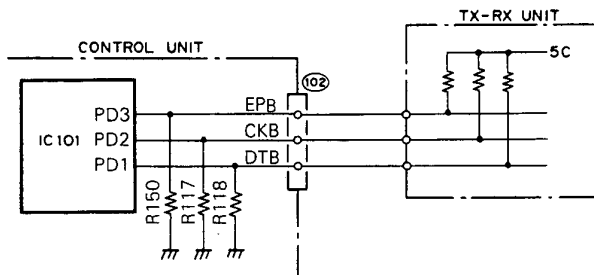 TX-RX UNIT
CONTROL UNIT
5C
102
IC101
PD3
EPB
PD2
CKB
PD1
DTB
R150
R117
R118